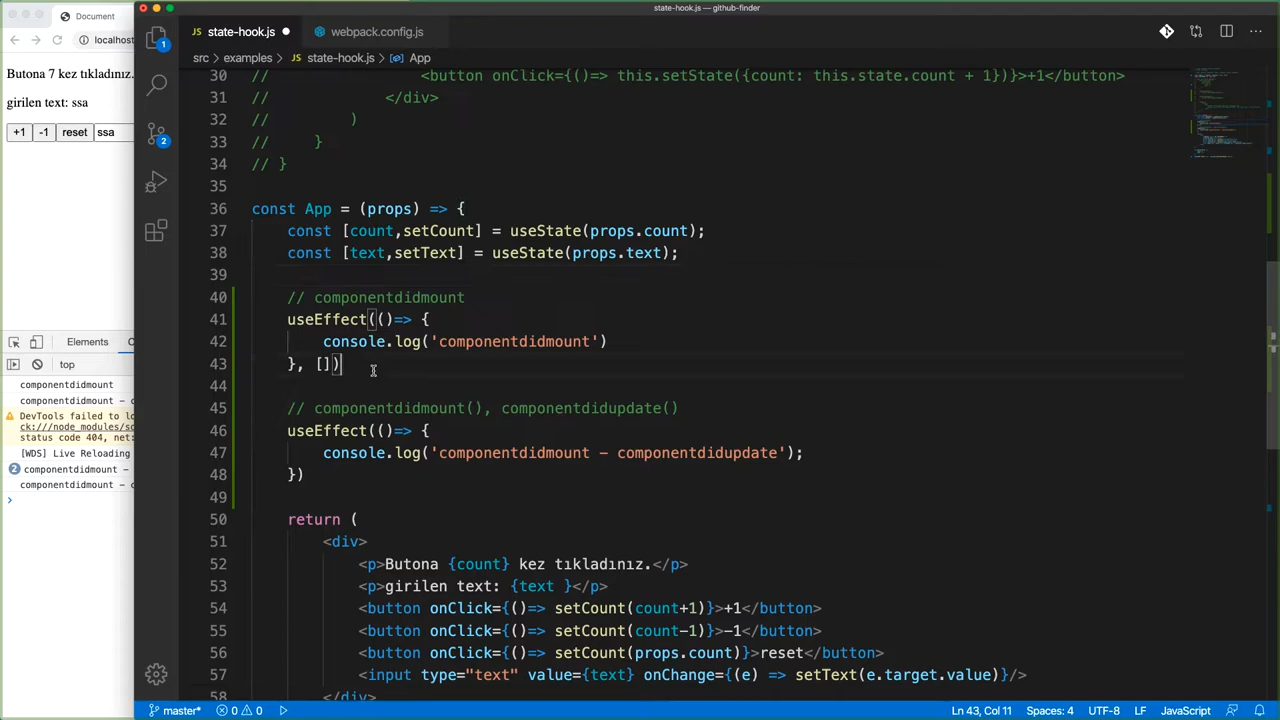 state-hook.js — github-finder
Document
localhost
state-hook.js
webpack.config.js
src > examples > state-hook.js > App
Butona 7 kez tıkladınız.
girilen text: ssa
+1 -1 reset ssa
Elements
top
componentdidmount
componentdidmount –
DevTools failed to
ck:///node_modules/
status code 404, net:
[WDS] Live Reloading
2 componentdidmount –
componentdidmount –
1
2
30 // <button onClick={()=> this.setState({count: this.state.count + 1})}>+1</button>
31 // </div>
32 // )
33 // }
34 // }
35
36 const App = (props) => {
37 const [count,setCount] = useState(props.count);
38 const [text,setText] = useState(props.text);
39
40 // componentdidmount
41 useEffect(()=> {
42 console.log('componentdidmount')
43 }, [])
44
45 // componentdidmount(), componentdidupdate()
46 useEffect(()=> {
47 console.log('componentdidmount – componentdidupdate');
48 })
49
50 return (
51 <div>
52 <p>Butona {count} kez tıkladınız.</p>
53 <p>girilen text: {text }</p>
54 <button onClick={()=> setCount(count+1)}>+1</button>
55 <button onClick={()=> setCount(count-1)}>-1</button>
56 <button onClick={()=> setCount(props.count)}>reset</button>
57 <input type="text" value={text} onChange={(e) => setText(e.target.value)}/>
58 </div>
master* 0 0 Ln 43, Col 11 Spaces: 4 UTF-8 LF JavaScript